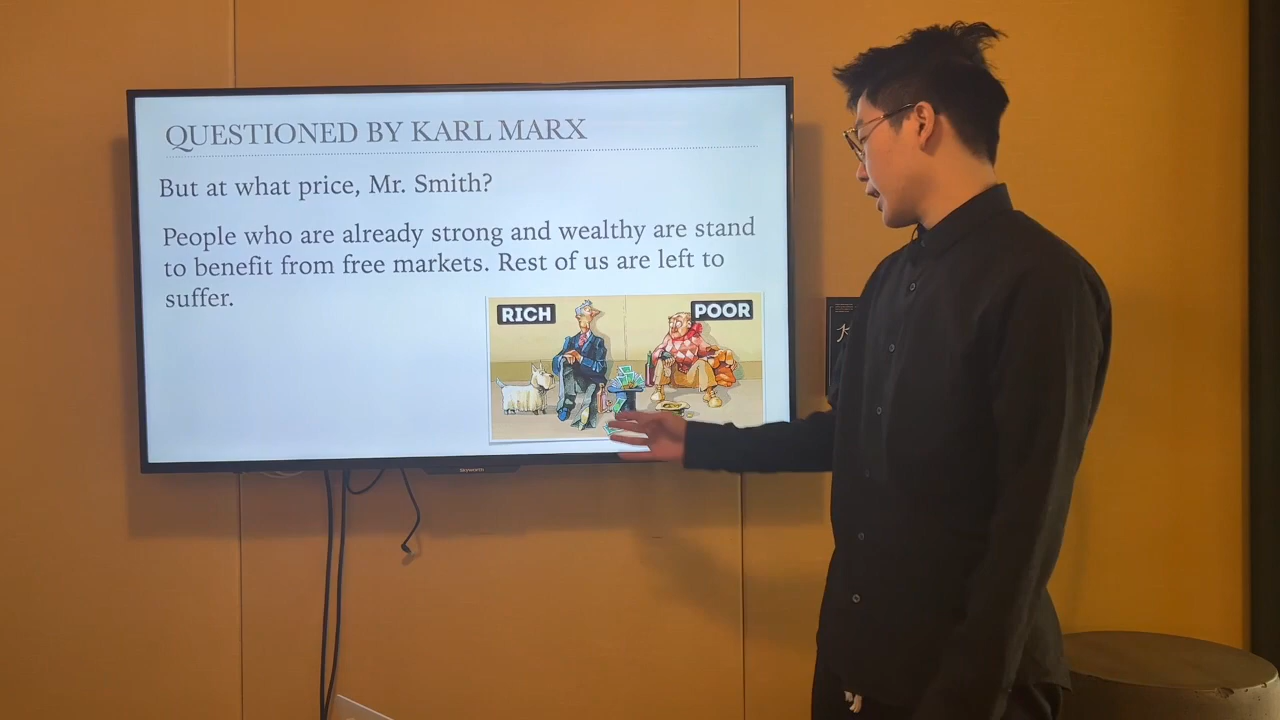 QUESTIONED BY KARL MARX
But at what price, Mr. Smith?
People who are already strong and wealthy are stand
to benefit from free markets. Rest of us are left to
suffer.
RICH
POOR